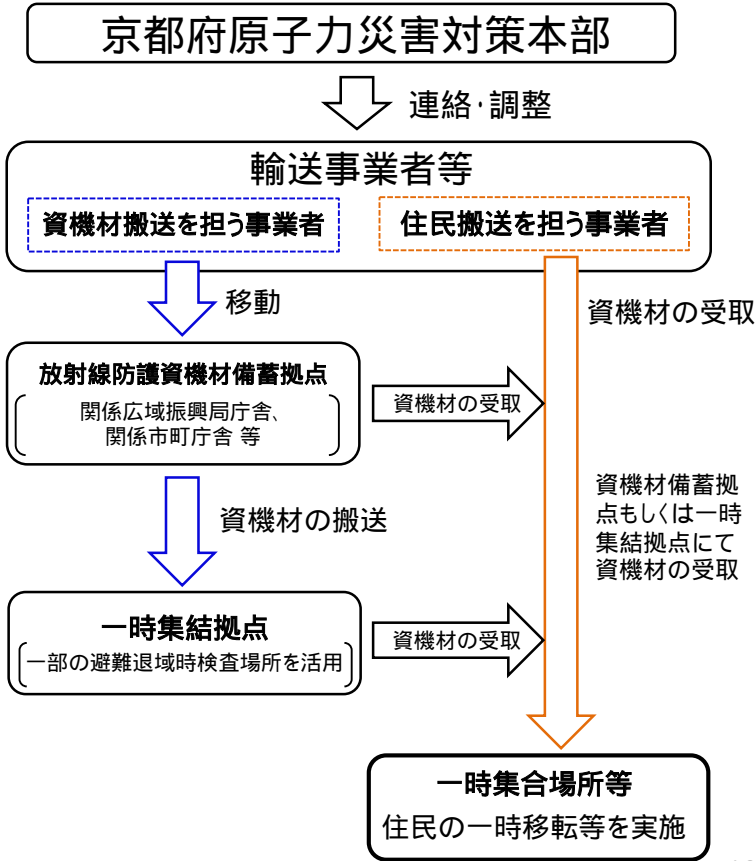 京都府原子力災害対策本部
連絡・調整
輸送事業者等
資機材搬送を担う事業者
住民搬送を担う事業者
移動
資機材の受取
放射線防護資機材備蓄拠点
関係広域振興局庁舎、
関係市町庁舎 等
資機材の受取
資機材の搬送
資機材備蓄拠
点もしくは一時
集結拠点にて
資機材の受取
一時集結拠点
一部の避難退域時検査場所を活用
資機材の受取
一時集合場所等
住民の一時移転等を実施